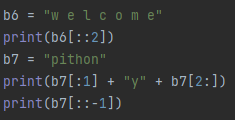 b6 = "w e l c o m e"
print(b6[::2])
b7 = "pithon"
print(b7[:1] + "y" + b7[2:])
print(b7[::-1])